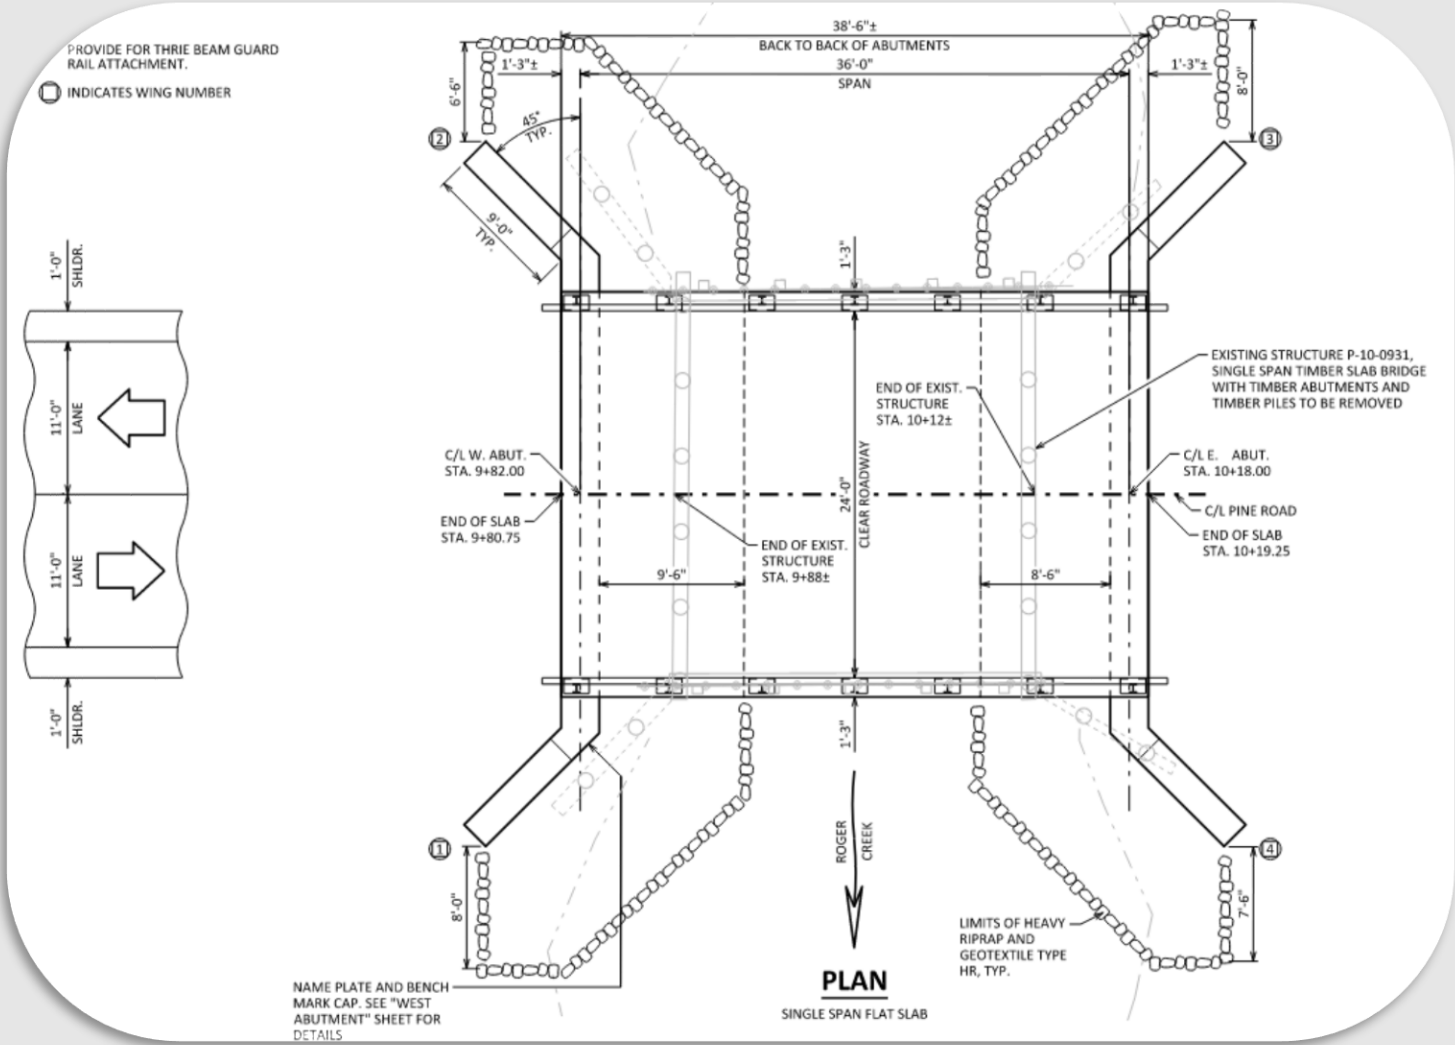 PROVIDE FOR THRIE BEAM GUARD
RAIL ATTACHMENT.
INDICATES WING NUMBER
38'-6"±
BACK TO BACK OF ABUTMENTS
1'-3"±
36'-0"
SPAN
1'-3"±
6'-6"
8'-0"
45°
TYP.
2
3
9'-0"
TYP.
1'-3"
1'-0"
SHLDR.
11'-0"
LANE
11'-0"
LANE
1'-0"
SHLDR.
EXISTING STRUCTURE P-10-0931,
SINGLE SPAN TIMBER SLAB BRIDGE
WITH TIMBER ABUTMENTS AND
TIMBER PILES TO BE REMOVED
END OF EXIST.
STRUCTURE
STA. 10+12±
C/L W. ABUT.
STA. 9+82.00
24'-0"
CLEAR ROADWAY
C/L E. ABUT.
STA. 10+18.00
END OF SLAB
STA. 9+80.75
C/L PINE ROAD
END OF SLAB
STA. 10+19.25
END OF EXIST.
STRUCTURE
STA. 9+88±
9'-6"
8'-6"
1'-3"
ROGER
CREEK
1
4
8'-0"
7'-6"
LIMITS OF HEAVY
RIPRAP AND
GEOTEXTILE TYPE
HR, TYP.
NAME PLATE AND BENCH
MARK CAP. SEE "WEST
ABUTMENT" SHEET FOR
DETAILS
PLAN
SINGLE SPAN FLAT SLAB